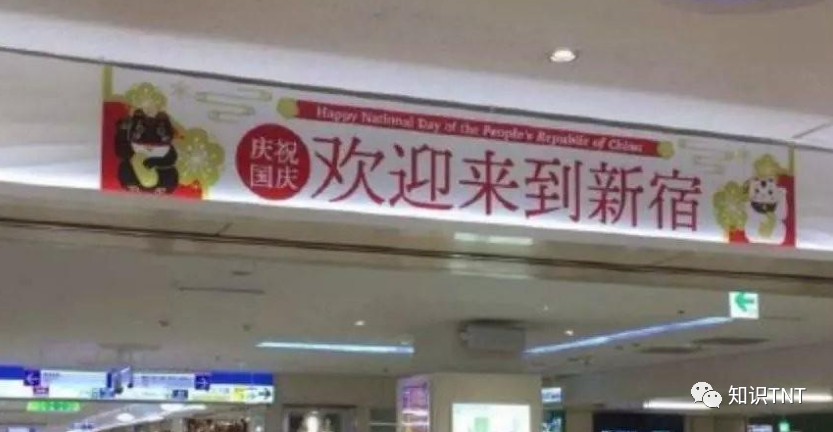 Happy National Day of the People's Republic of China
庆祝
国庆
欢迎来到新宿
知识TNT